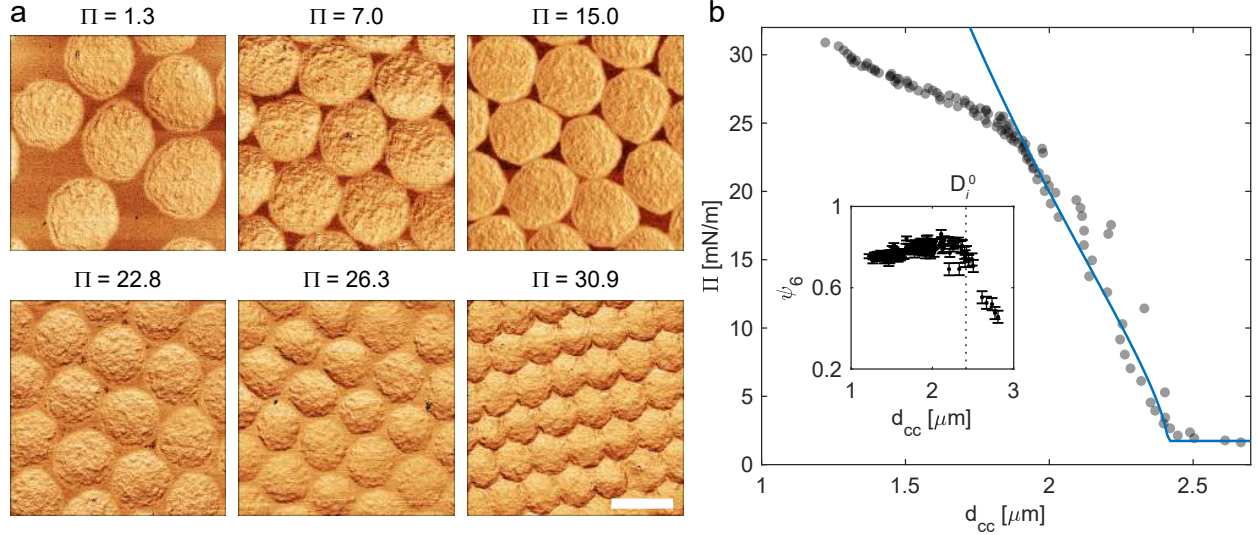 a
Π = 1.3
Π = 7.0
Π = 15.0
Π = 22.8
Π = 26.3
Π = 30.9
b
30
25
20
15
10
5
0
Π [mN/m]
1
1.5
2
2.5
d_cc [μm]
D_i^0
1
0.6
0.2
ψ_6
1
2
3
d_cc [μm]